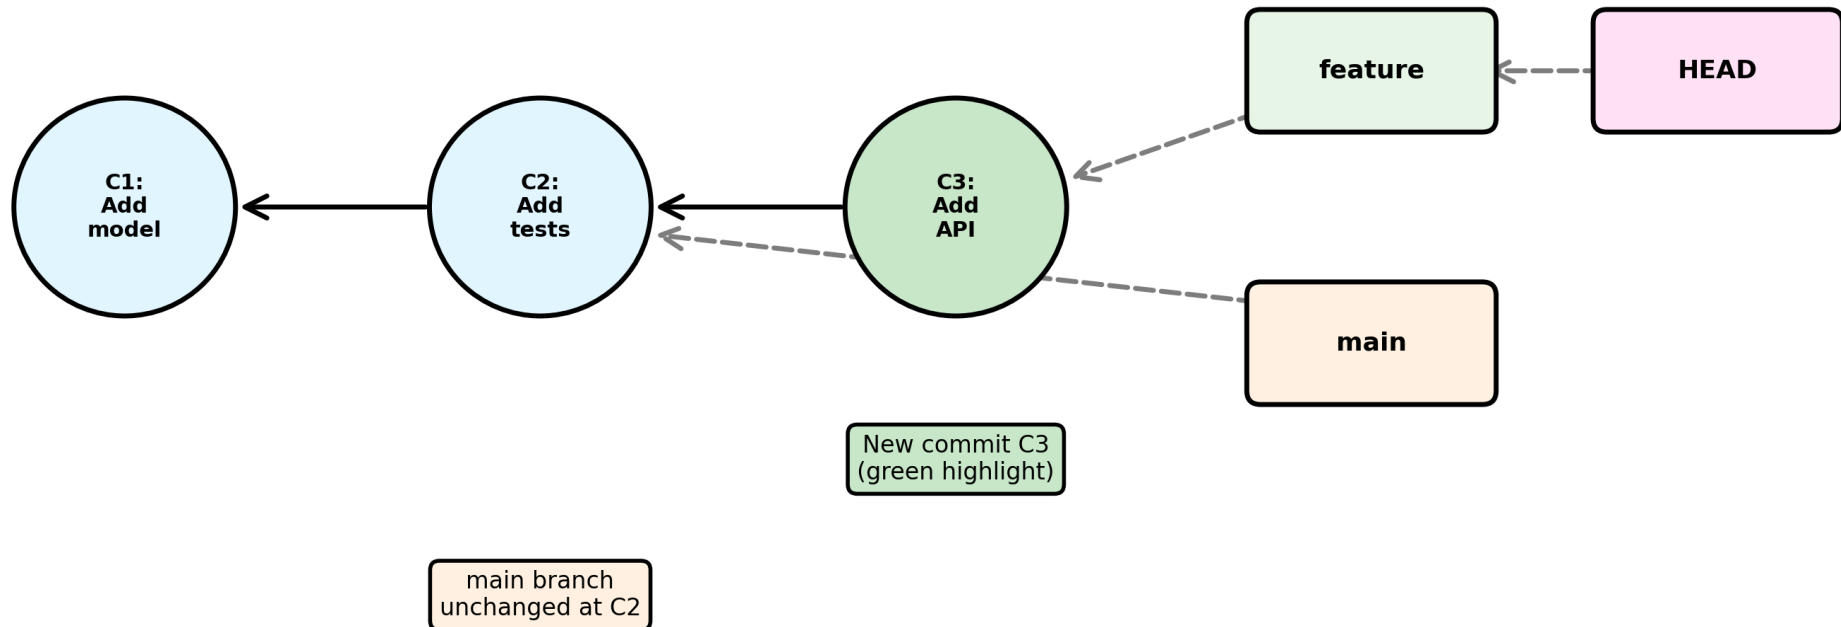 C1:
Add
model
C2:
Add
tests
C3:
Add
API
feature
HEAD
main
New commit C3
(green highlight)
main branch
unchanged at C2